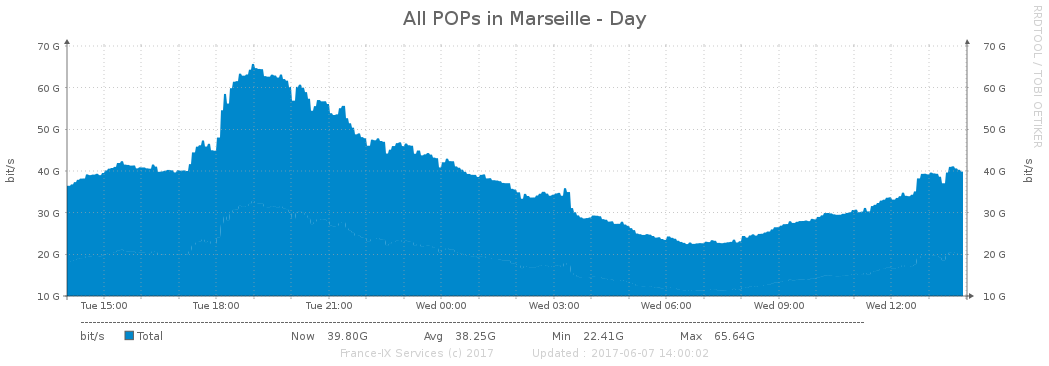 All POPs in Marseille - Day
RRDTOOL / TOBI OETIKER
70 G 70 G
60 G 60 G
50 G 50 G
40 G 40 G
30 G 30 G
20 G 20 G
10 G 10 G
bit/s
bit/s
Tue 15:00 Tue 18:00 Tue 21:00 Wed 00:00 Wed 03:00 Wed 06:00 Wed 09:00 Wed 12:00
bit/s Total Now 39.80G Avg 38.25G Min 22.41G Max 65.64G
France-IX Services (c) 2017 Updated : 2017-06-07 14:00:02